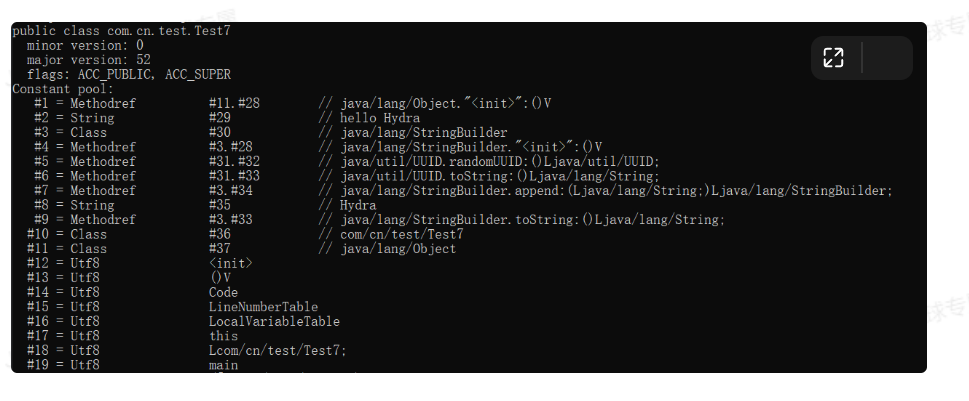 public class com.cn.test.Test7
minor version: 0
major version: 52
flags: ACC_PUBLIC, ACC_SUPER
Constant pool:
#1 = Methodref #11.#28 // java/lang/Object."<init>":()V
#2 = String #29 // hello Hydra
#3 = Class #30 // java/lang/StringBuilder
#4 = Methodref #3.#28 // java/lang/StringBuilder."<init>":()V
#5 = Methodref #31.#32 // java/util/UUID.randomUUID:()Ljava/util/UUID;
#6 = Methodref #31.#33 // java/util/UUID.toString:()Ljava/lang/String;
#7 = Methodref #3.#34 // java/lang/StringBuilder.append:(Ljava/lang/String;)Ljava/lang/StringBuilder;
#8 = String #35 // Hydra
#9 = Methodref #3.#33 // java/lang/StringBuilder.toString:()Ljava/lang/String;
#10 = Class #36 // com/cn/test/Test7
#11 = Class #37 // java/lang/Object
#12 = Utf8 <init>
#13 = Utf8 ()V
#14 = Utf8 Code
#15 = Utf8 LineNumberTable
#16 = Utf8 LocalVariableTable
#17 = Utf8 this
#18 = Utf8 Lcom/cn/test/Test7;
#19 = Utf8 main